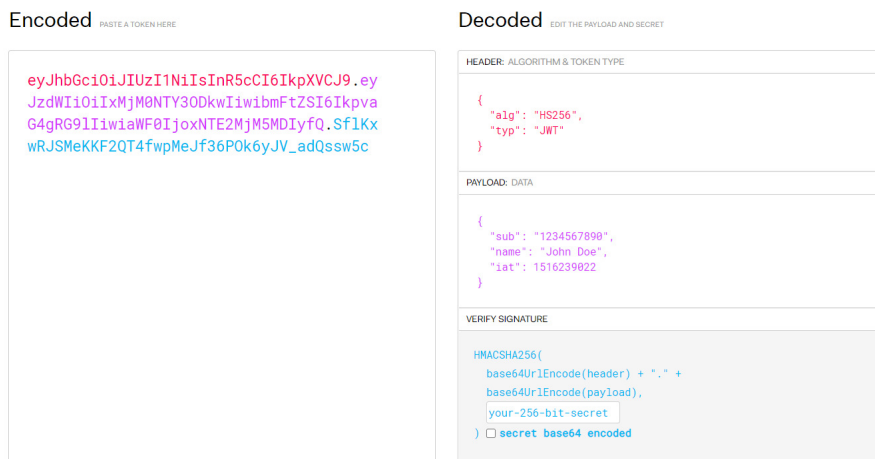 Encoded PASTE A TOKEN HERE
eyJhbGciOiJIUzI1NiIsInR5cCI6IkpXVCJ9.ey
JzdWIiOiIxMjM0NTY3ODkwIiwibmFtZSI6Ikpva
G4gRG9lIiwiaWF0IjoxNTE2MjM5MDIyfQ.SflKx
wRJSMeKKF2QT4fwpMeJf36POk6yJV_adQssw5c
Decoded EDIT THE PAYLOAD AND SECRET
HEADER: ALGORITHM & TOKEN TYPE
{
"alg": "HS256",
"typ": "JWT"
}
PAYLOAD: DATA
{
"sub": "1234567890",
"name": "John Doe",
"iat": 1516239022
}
VERIFY SIGNATURE
HMACSHA256(
base64UrlEncode(header) + "." +
base64UrlEncode(payload),
your-256-bit-secret
) secret base64 encoded